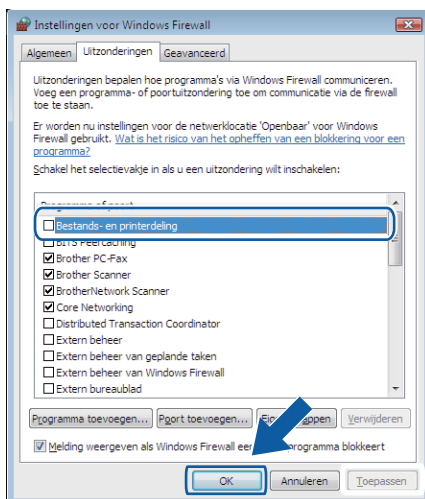 Instellingen voor Windows Firewall
Algemeen Uitzonderingen Geavanceerd
Uitzonderingen bepalen hoe programma's via Windows Firewall communiceren.
Voeg een programma- of poortuitzondering toe om communicatie via de firewall
toe te staan.
Er worden nu instellingen voor de netwerklocatie 'Openbaar' voor Windows
Firewall gebruikt. Wat is het risico van het opheffen van een blokkering voor een
programma?
Schakel het selectievakje in als u een uitzondering wilt inschakelen:
Programma of poort
Bestands- en printerdeling
BITS Peercaching
Brother PC-Fax
Brother Scanner
BrotherNetwork Scanner
Core Networking
Distributed Transaction Coordinator
Extern beheer
Extern beheer van geplande taken
Extern beheer van Windows Firewall
Extern bureaublad
Programma toevoegen... Poort toevoegen... Verwijderen
Melding weergeven als Windows Firewall een programma blokkeert
OK Annuleren Toepassen